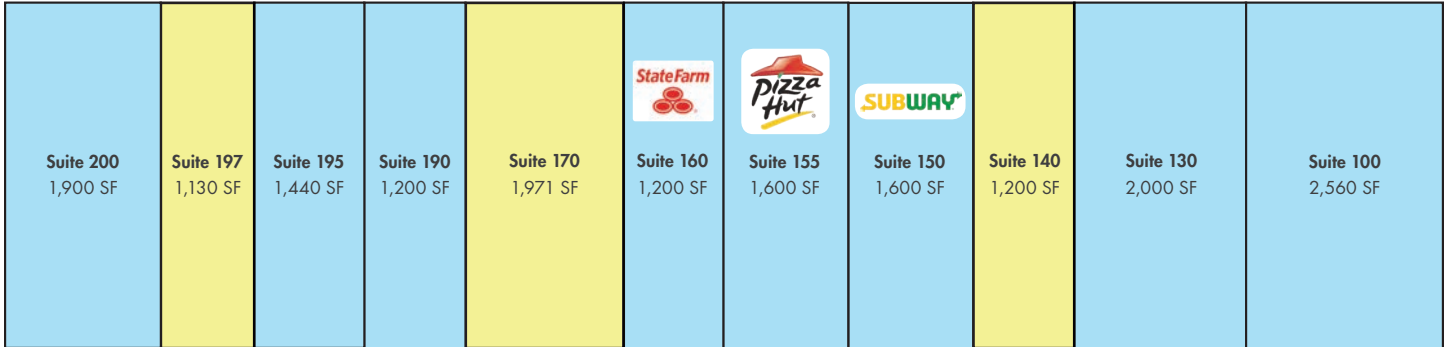 StateFarm
Pizza
Hut
SUBWAY
Suite 200
1,900 SF
Suite 197
1,130 SF
Suite 195
1,440 SF
Suite 190
1,200 SF
Suite 170
1,971 SF
Suite 160
1,200 SF
Suite 155
1,600 SF
Suite 150
1,600 SF
Suite 140
1,200 SF
Suite 130
2,000 SF
Suite 100
2,560 SF